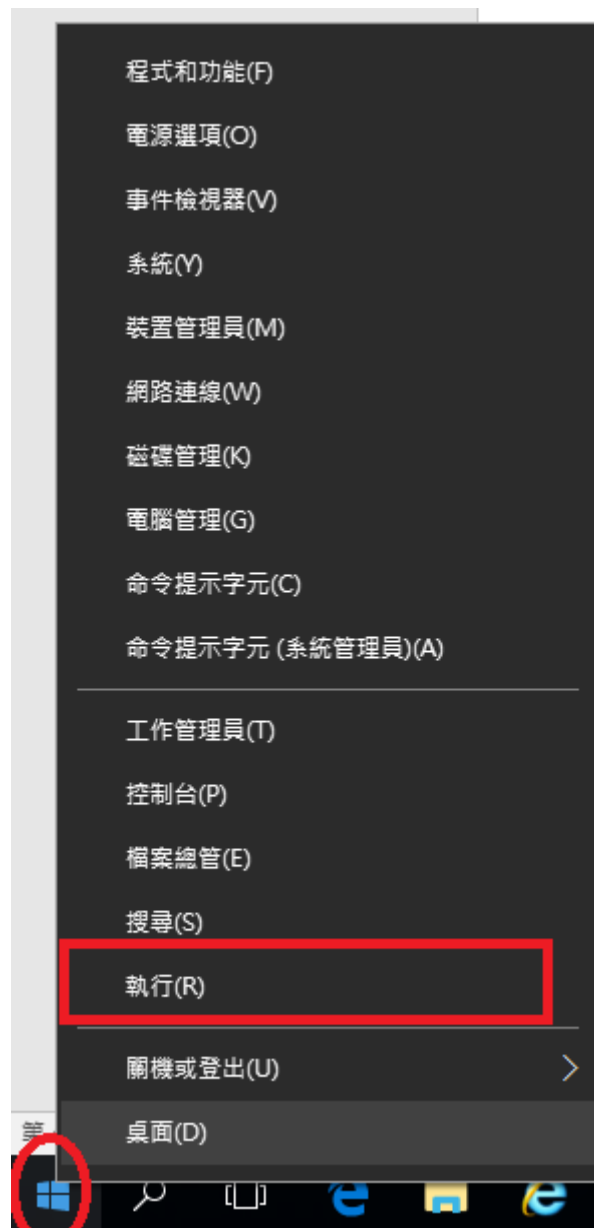 程式和功能(F)
電源選項(O)
事件檢視器(V)
系統(Y)
裝置管理員(M)
網路連線(W)
磁碟管理(K)
電腦管理(G)
命令提示字元(C)
命令提示字元 (系統管理員)(A)
工作管理員(T)
控制台(P)
檔案總管(E)
搜尋(S)
執行(R)
關機或登出(U)
第
桌面(D)